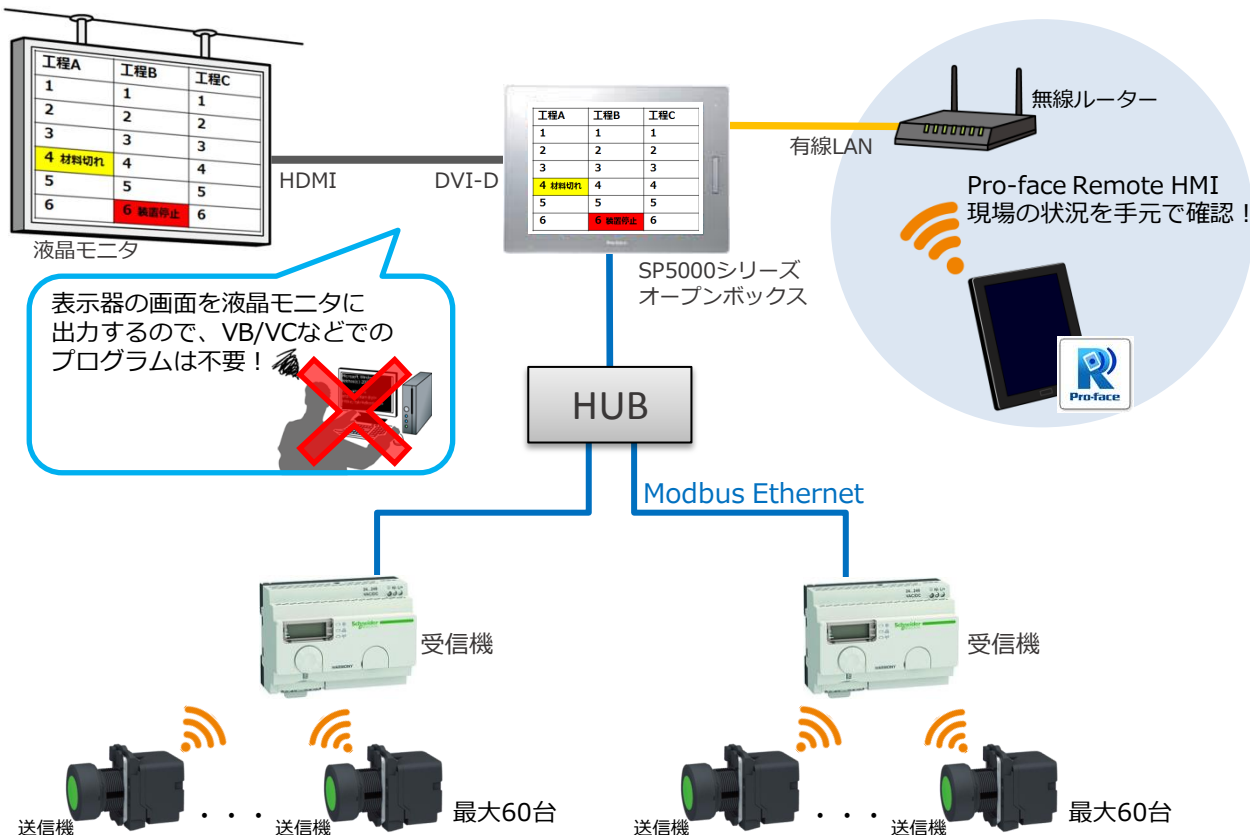 工程A 工程B 工程C
1 1 1
2 2 2
3 3 3
4 材料切れ 4 4
5 5 5
6 6 装置停止 6
液晶モニタ
HDMI
DVI-D
工程A 工程B 工程C
1 1 1
2 2 2
3 3 3
4 材料切れ 4 4
5 5 5
6 6 装置停止 6
SP5000シリーズ
オープンボックス
有線LAN
無線ルーター
Pro-face Remote HMI
現場の状況を手元で確認！
R
Pro-face
表示器の画面を液晶モニタに
出力するので、VB/VCなどでの
プログラムは不要！
HUB
Modbus Ethernet
Schneider
HARMONY
受信機
Schneider
HARMONY
受信機
送信機
・・・
送信機
最大60台
送信機
・・・
送信機
最大60台